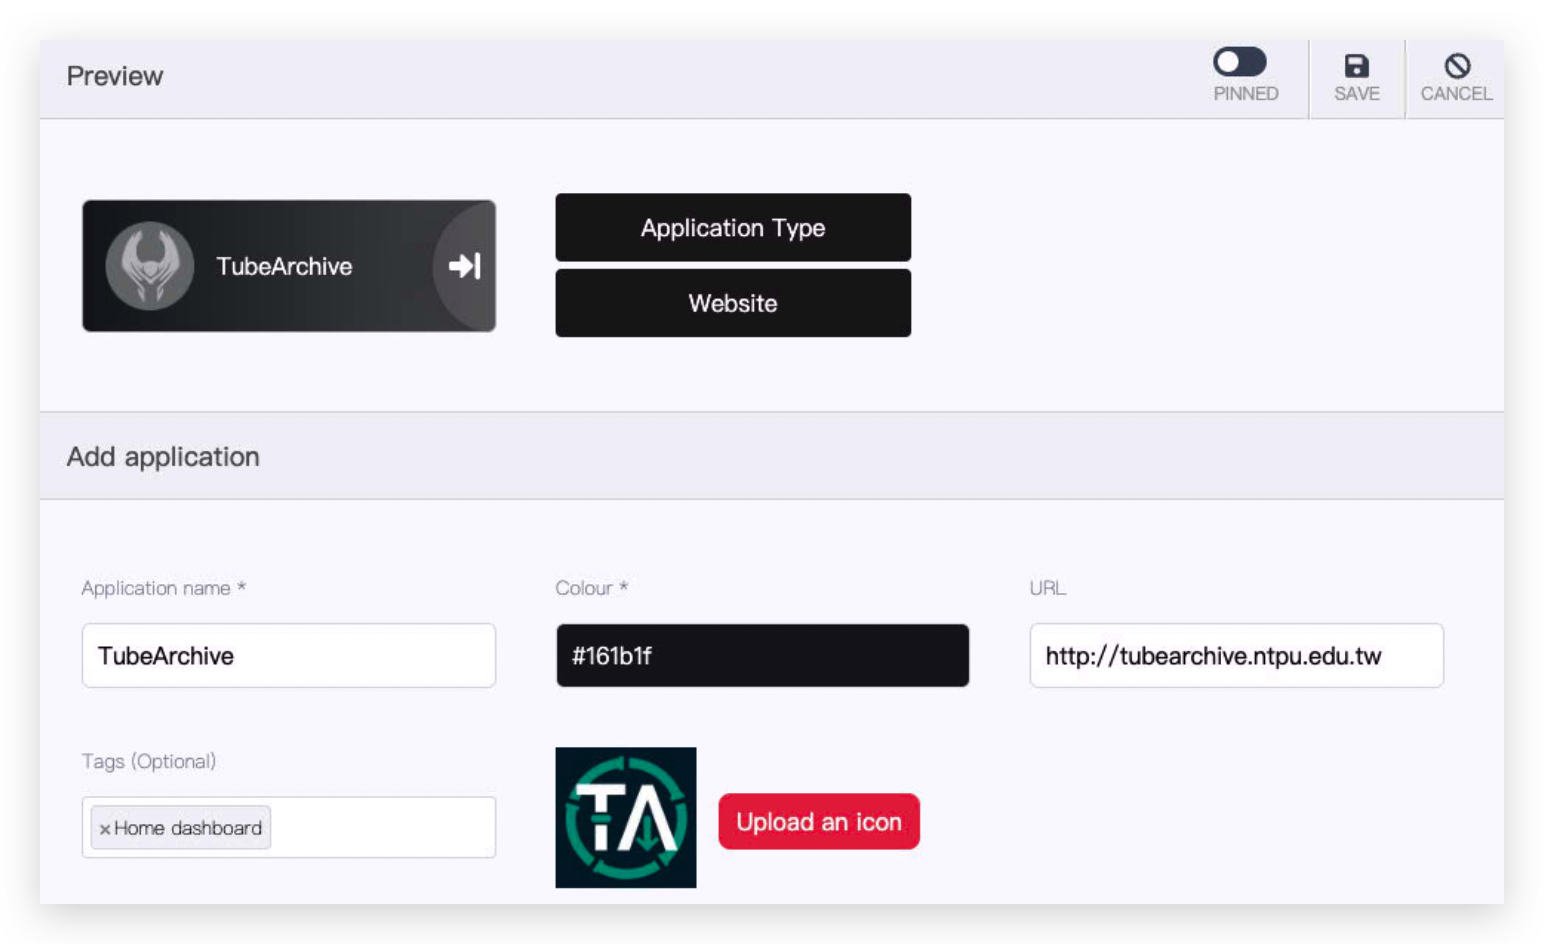 Preview
PINNED
SAVE
CANCEL
TubeArchive
Application Type
Website
Add application
Application name *
Colour *
URL
TubeArchive
#161b1f
http://tubearchive.ntpu.edu.tw
Tags (Optional)
×Home dashboard
TA
Upload an icon